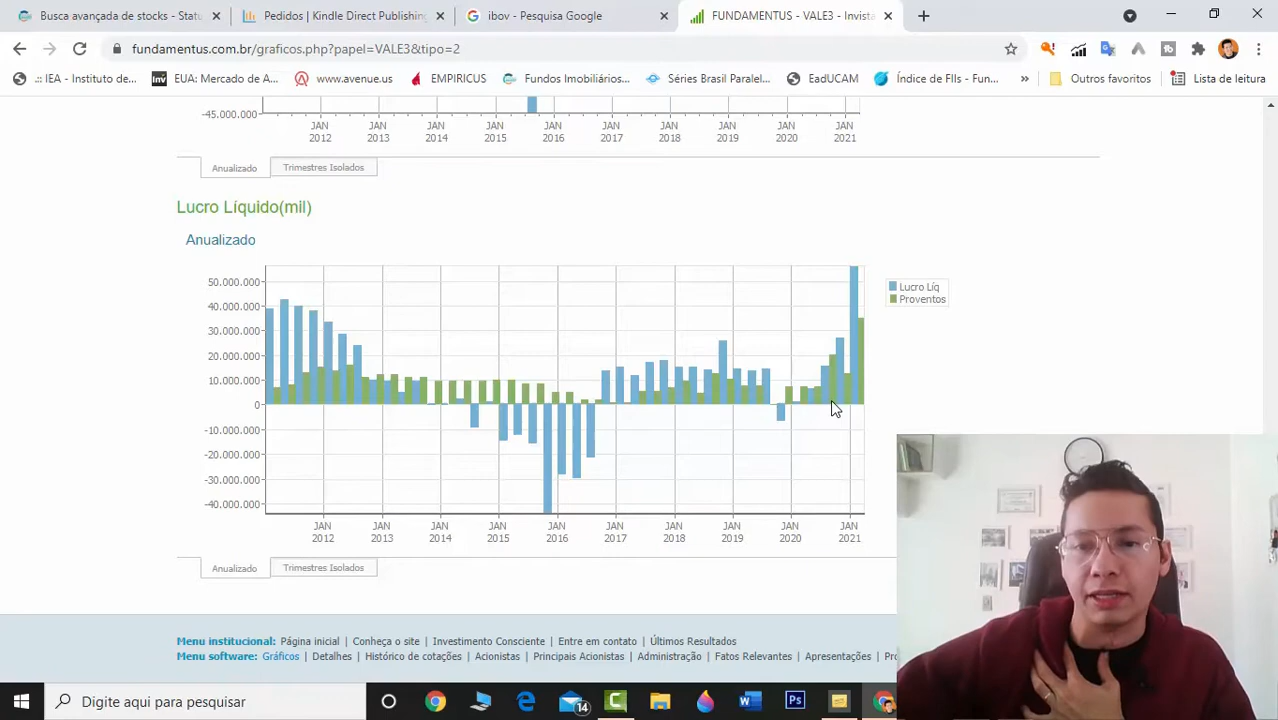 Busca avançada de stocks - Statu
Pedidos | Kindle Direct Publishing
ibov - Pesquisa Google
FUNDAMENTUS - VALE3 - Invista
fundamentus.com.br/graficos.php?papel=VALE3&tipo=2
.:: IEA - Instituto de...
Inv
EUA: Mercado de A...
www.avenue.us
EMPIRICUS
Fundos Imobiliários...
Séries Brasil Paralel...
EadUCAM
Índice de FIIs - Fun...
»
Outros favoritos
Lista de leitura
-45.000.000
JAN 2012
JAN 2013
JAN 2014
JAN 2015
JAN 2016
JAN 2017
JAN 2018
JAN 2019
JAN 2020
JAN 2021
Anualizado
Trimestres Isolados
Lucro Líquido(mil)
Anualizado
50.000.000
40.000.000
30.000.000
20.000.000
10.000.000
0
-10.000.000
-20.000.000
-30.000.000
-40.000.000
Lucro Líq
Proventos
JAN 2012
JAN 2013
JAN 2014
JAN 2015
JAN 2016
JAN 2017
JAN 2018
JAN 2019
JAN 2020
JAN 2021
Anualizado
Trimestres Isolados
Menu institucional: Página inicial | Conheça o site | Investimento Consciente | Entre em contato | Últimos Resultados
Menu software: Gráficos | Detalhes | Histórico de cotações | Acionistas | Principais Acionistas | Administração | Fatos Relevantes | Apresentações | Pro
Digite aqui para pesquisar
14
W
Ps